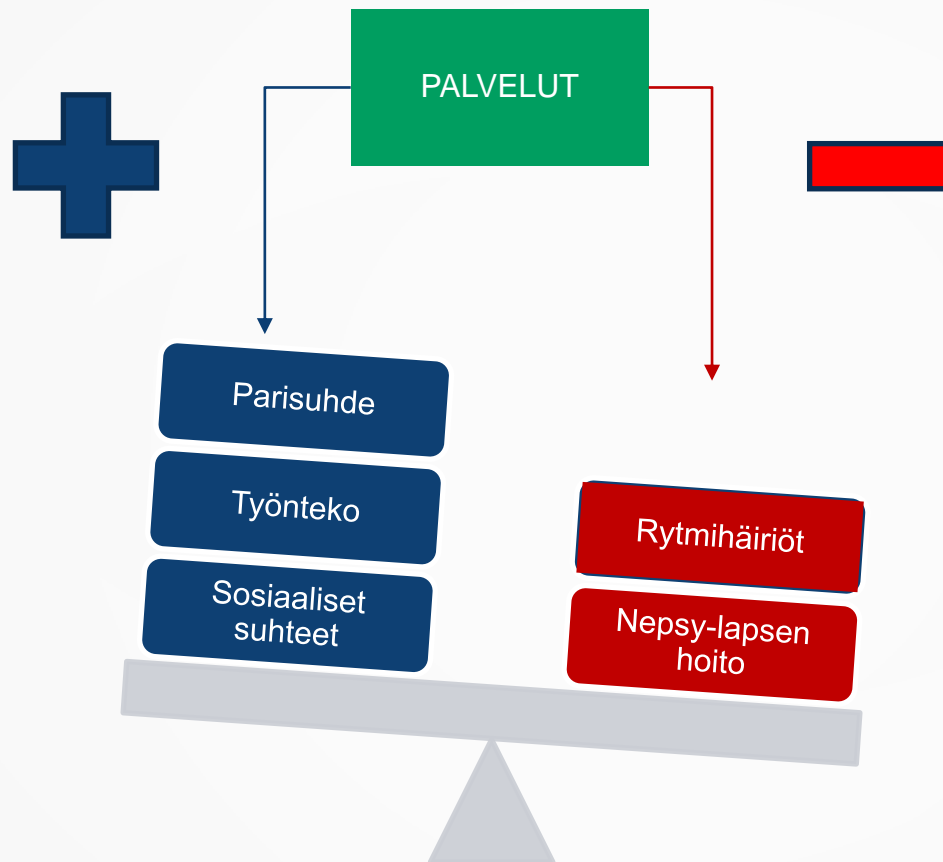 PALVELUT
Parisuhde
Työnteko
Sosiaaliset
suhteet
Rytmihäiriöt
Nepsy-lapsen
hoito